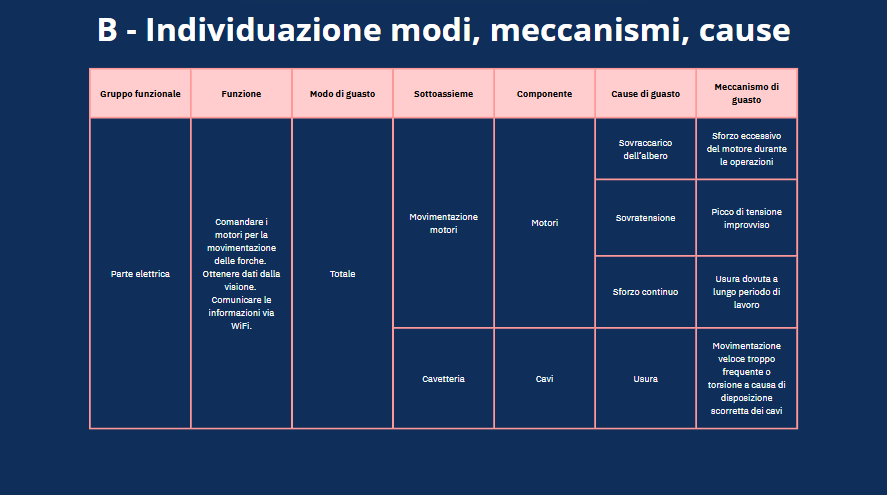 B - Individuazione modi, meccanismi, cause
Gruppo funzionale
Funzione
Modo di guasto
Sottoassieme
Componente
Cause di guasto
Meccanismo di
guasto
Parte elettrica
Comandare i
motori per la
movimentazione
delle forche.
Ottenere dati dalla
visione.
Comunicare le
informazioni via
WiFi.
Totale
Movimentazione
motori
Motori
Sovraccarico
dell'albero
Sforzo eccessivo
del motore durante
le operazioni
Sovratensione
Picco di tensione
improvviso
Sforzo continuo
Usura dovuta a
lungo periodo di
lavoro
Cavetteria
Cavi
Usura
Movimentazione
veloce troppo
frequente o
torsione a causa di
disposizione
scorretta dei cavi